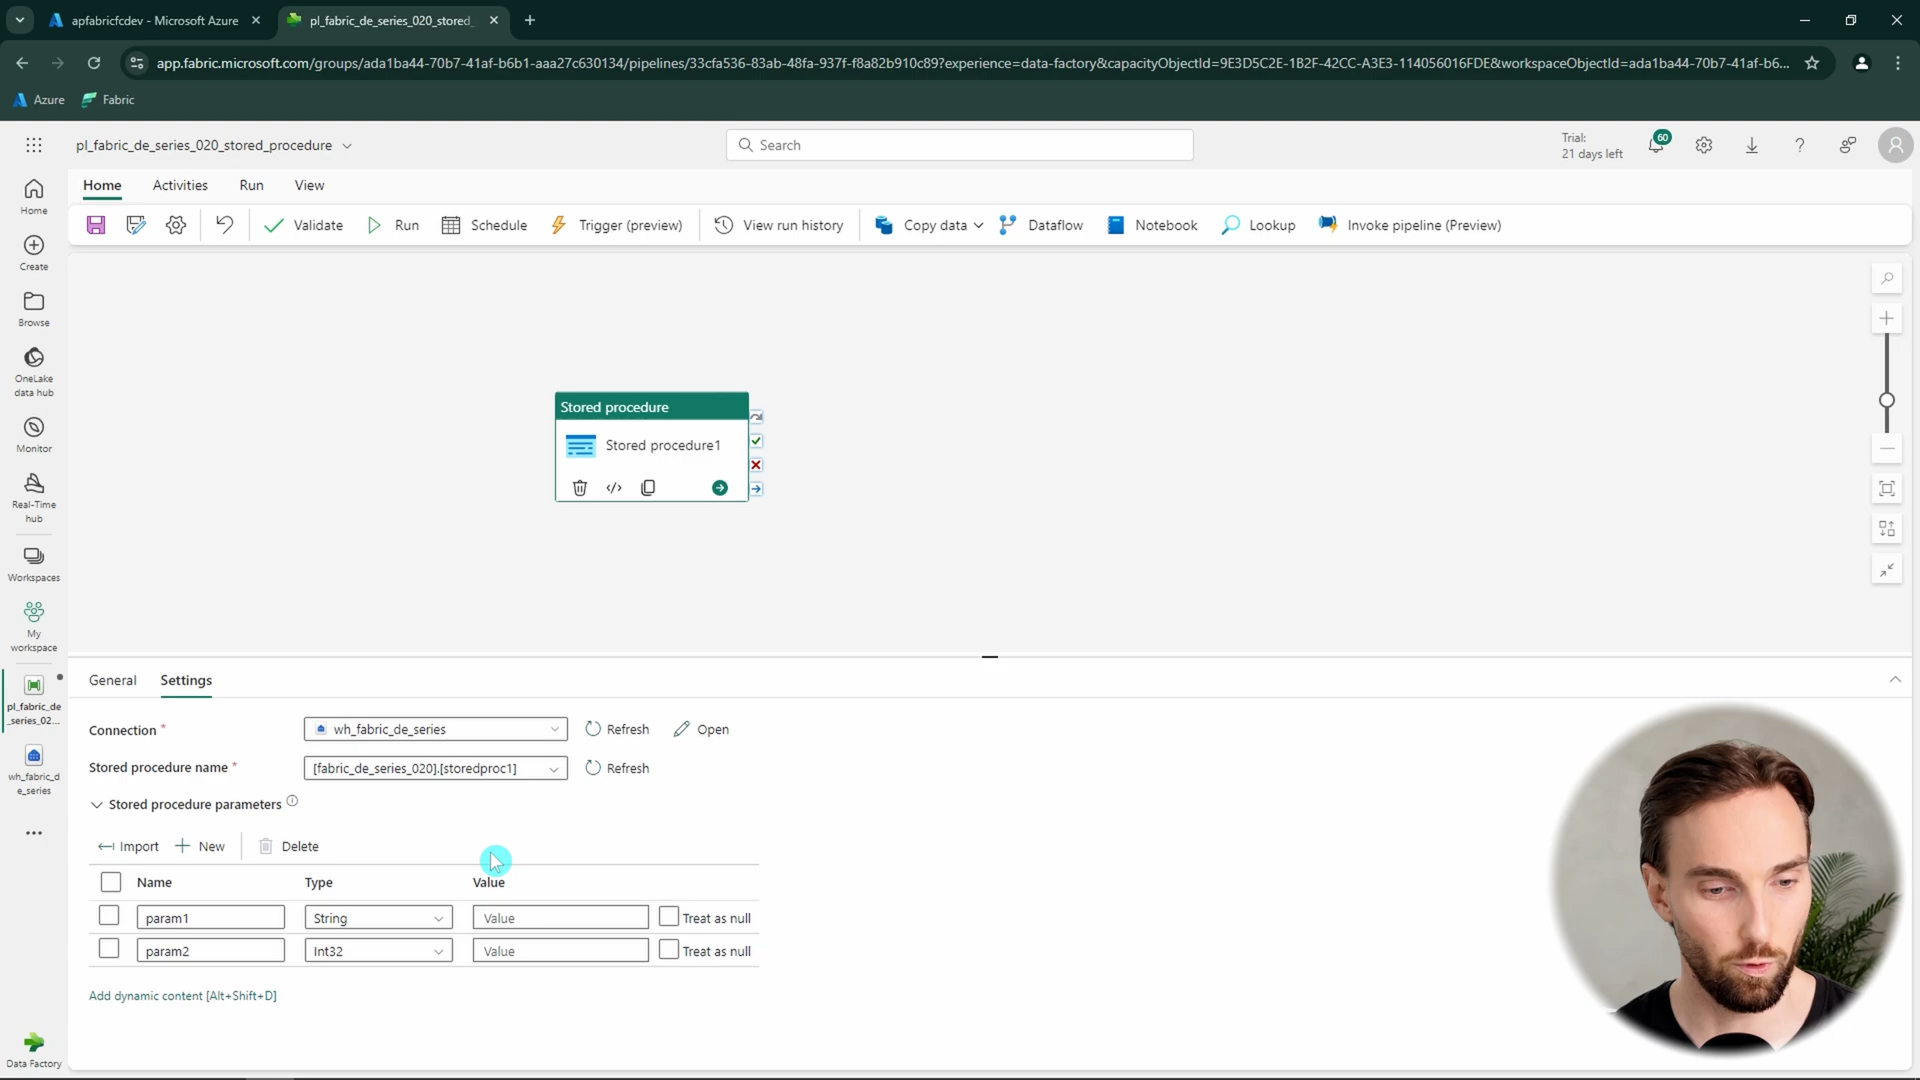 apfabricfcdev - Microsoft Azure
pl_fabric_de_series_020_stored_
app.fabric.microsoft.com/groups/ada1ba44-70b7-41af-b6b1-aaa27c630134/pipelines/33cfa536-83ab-48fa-937f-f8a82b910c89?experience=data-factory&capacityObjectId=9E3D5C2E-1B2F-42CC-A3E3-114056016FDE&workspaceObjectId=ada1ba44-70b7-41af-b6...
Azure
Fabric
pl_fabric_de_series_020_stored_procedure
Search
Trial:
21 days left
60
Home
Activities
Run
View
Validate
Run
Schedule
Trigger (preview)
View run history
Copy data
Dataflow
Notebook
Lookup
Invoke pipeline (Preview)
Home
Create
Browse
OneLake
data hub
Monitor
Real-Time
hub
Workspaces
My
workspace
pl_fabric_de
_series_02...
wh_fabric_d
e_series
Data Factory
Stored procedure
Stored procedure1
General
Settings
Connection *
wh_fabric_de_series
Refresh
Open
Stored procedure name *
[fabric_de_series_020].[storedproc1]
Refresh
Stored procedure parameters
Import
New
Delete
Name
Type
Value
param1
String
Value
Treat as null
param2
Int32
Value
Treat as null
Add dynamic content [Alt+Shift+D]